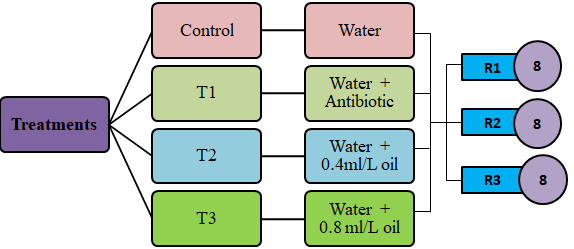 Treatments
Control
Water
T1
Water +
Antibiotic
T2
Water +
0.4ml/L oil
T3
Water +
0.8 ml/L oil
R1
8
R2
8
R3
8